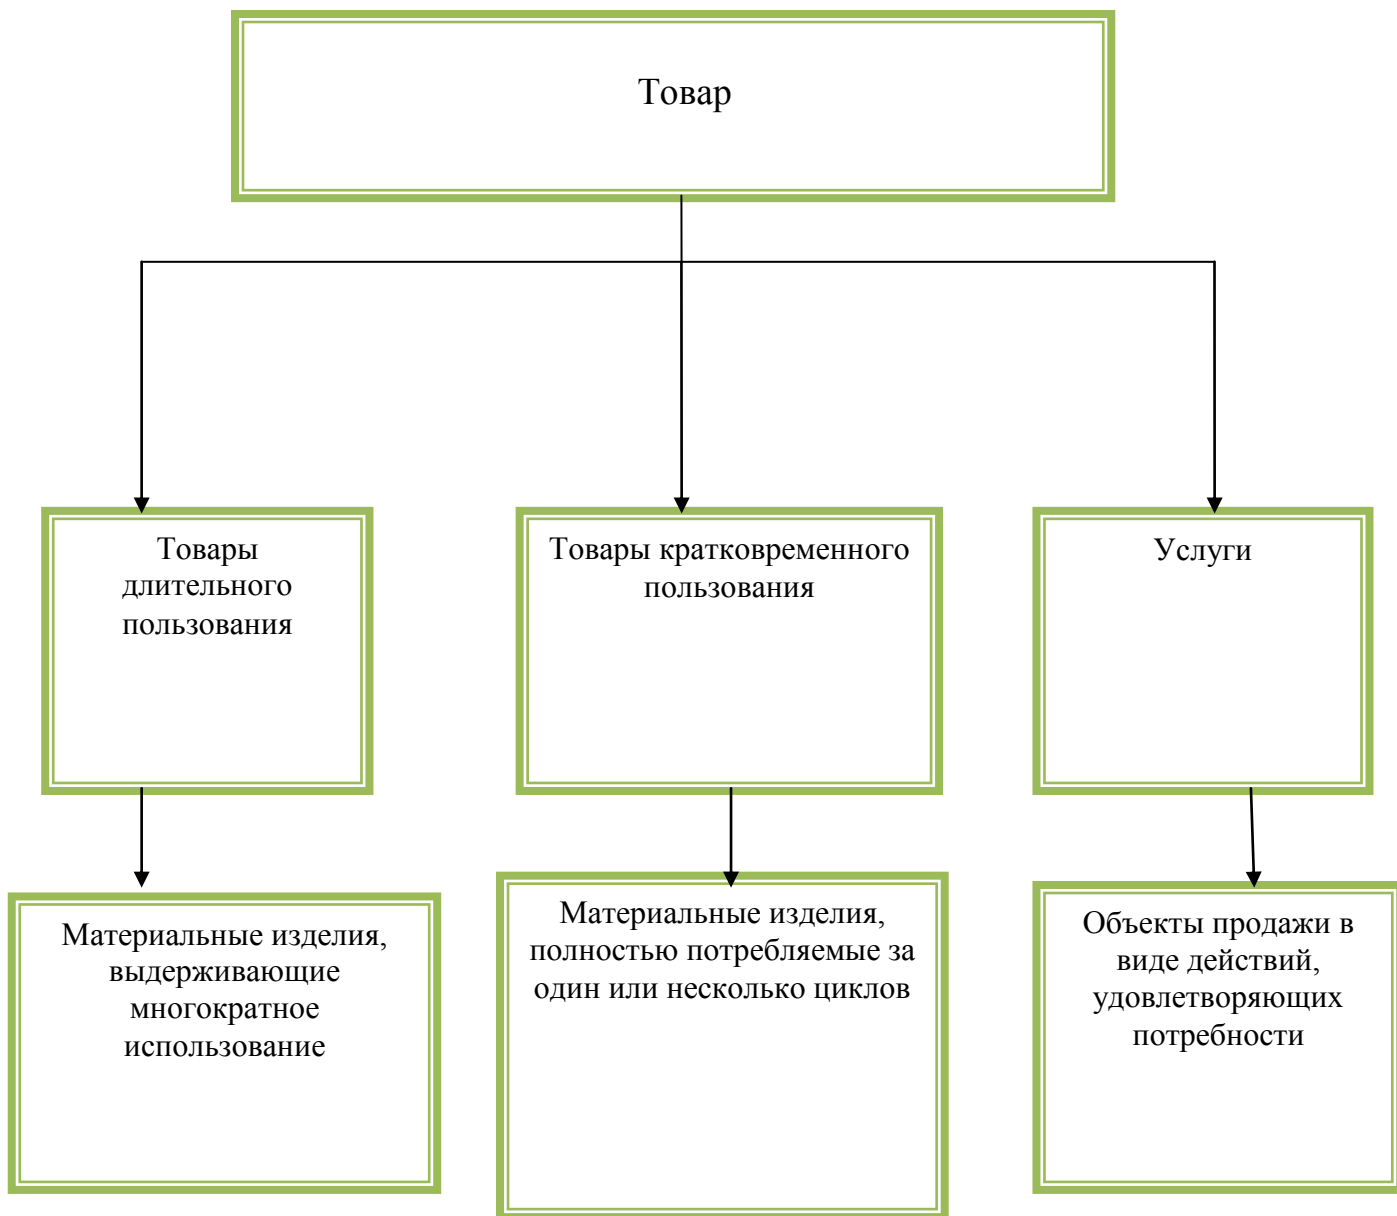 Товар
Товары
длительного
пользования
Товары кратковременного
пользования
Услуги
Материальные изделия,
выдерживающие
многократное
использование
Материальные изделия,
полностью потребляемые за
один или несколько циклов
Объекты продажи в
виде действий,
удовлетворяющих
потребности